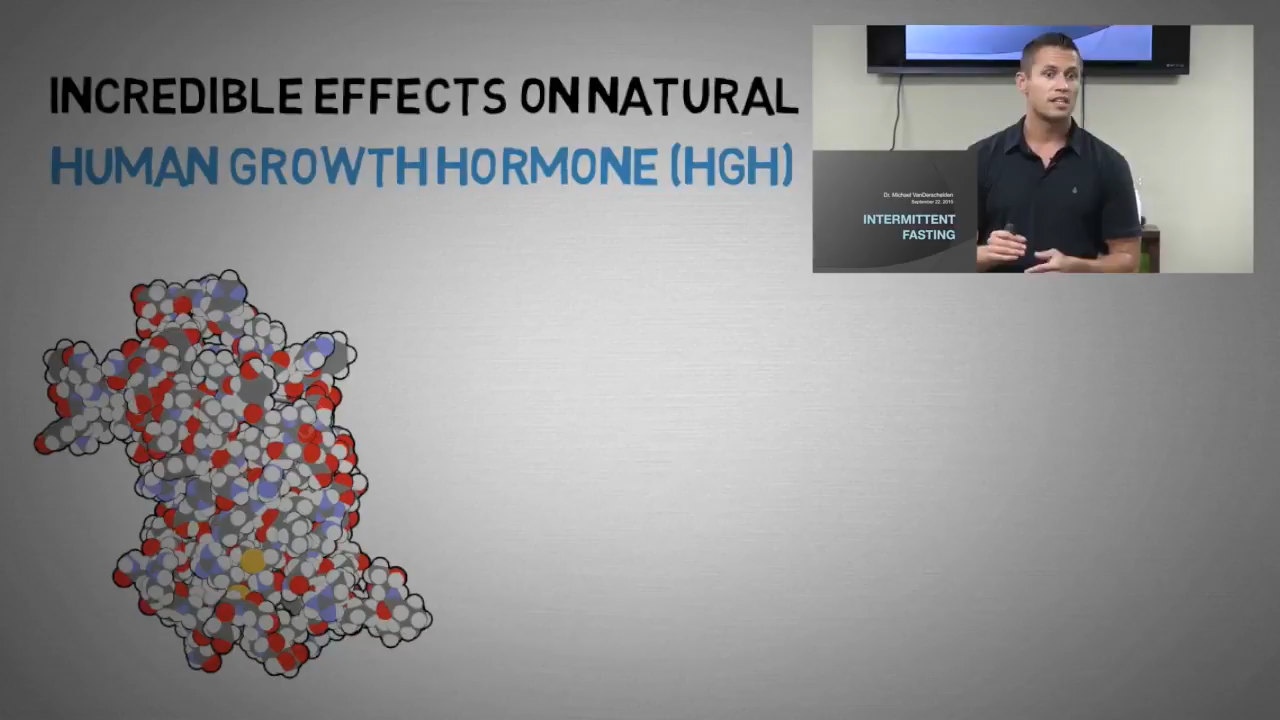 INCREDIBLE EFFECTS ON NATURAL
HUMAN GROWTH HORMONE (HGH)
Dr. Michael VanDerschelden
September 22, 2015
INTERMITTENT
FASTING